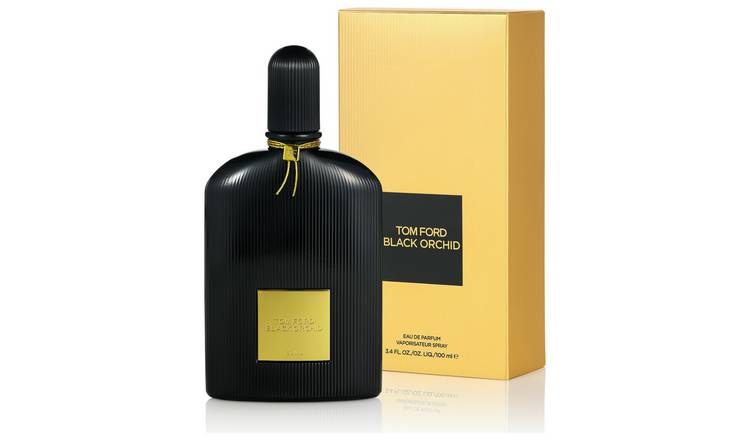 TOM FORD
BLACK ORCHID
TOM FORD
BLACK ORCHID
EAU DE PARFUM
VAPORISATEUR SPRAY
3.4 FL.OZ./OZ. LIQ./100 ml ℮